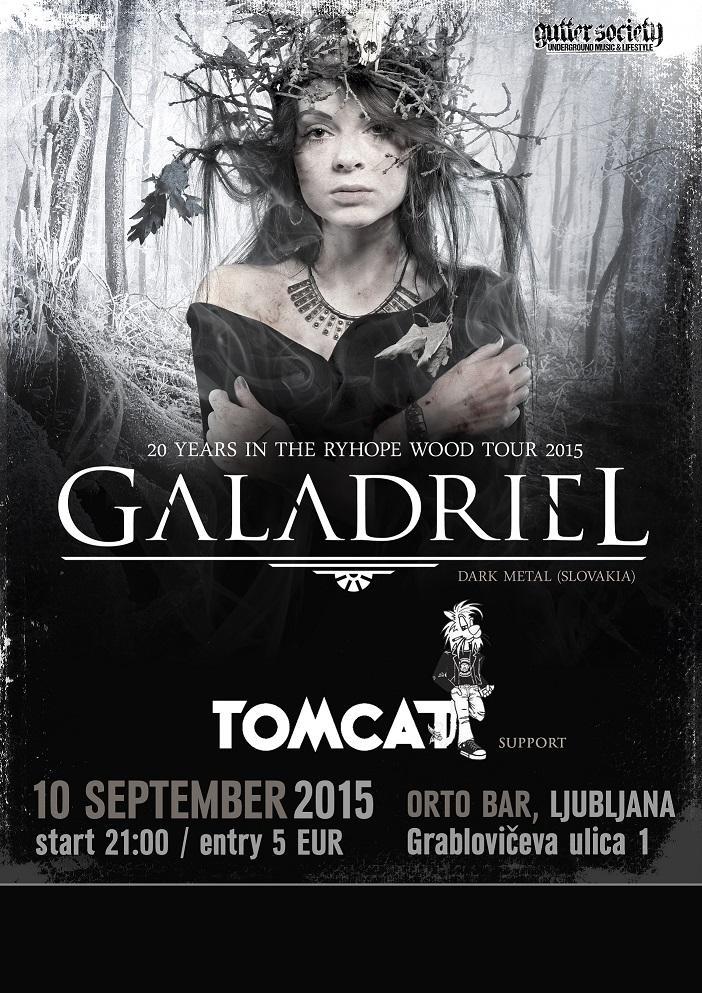 gutter society
UNDERGROUND MUSIC & LIFESTYLE
20 YEARS IN THE RYHOPE WOOD TOUR 2015
GALADRIEL
DARK METAL (SLOVAKIA)
TOMCAT
SUPPORT
10 SEPTEMBER 2015
start 21:00 / entry 5 EUR
ORTO BAR, LJUBLJANA
Grablovičeva ulica 1